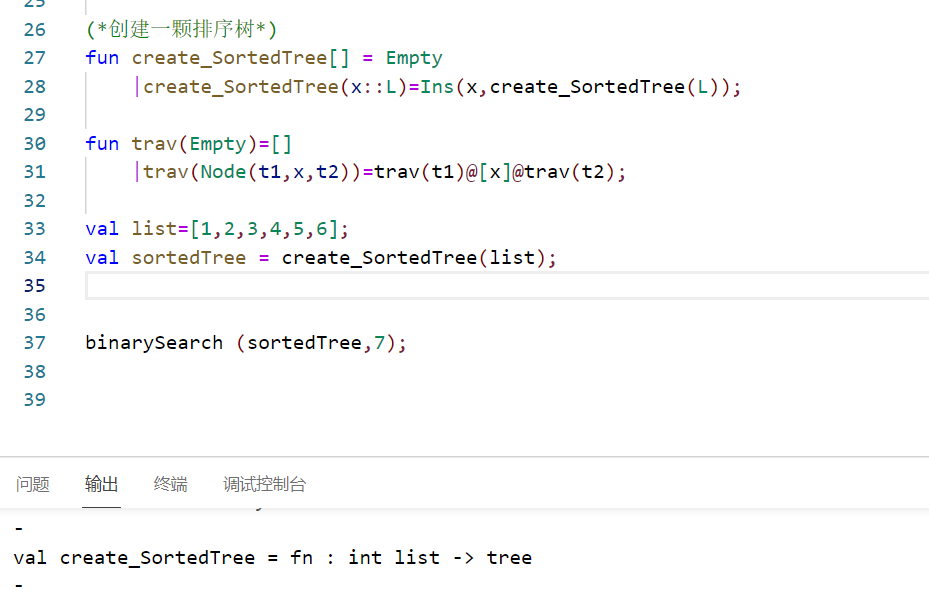 25
26 (*创建一颗排序树*)
27 fun create_SortedTree[] = Empty
28 |create_SortedTree(x::L)=Ins(x,create_SortedTree(L));
29
30 fun trav(Empty)=[]
31 |trav(Node(t1,x,t2))=trav(t1)@[x]@trav(t2);
32
33 val list=[1,2,3,4,5,6];
34 val sortedTree = create_SortedTree(list);
35
36
37 binarySearch (sortedTree,7);
38
39
问题 输出 终端 调试控制台
-
val create_SortedTree = fn : int list -> tree
-